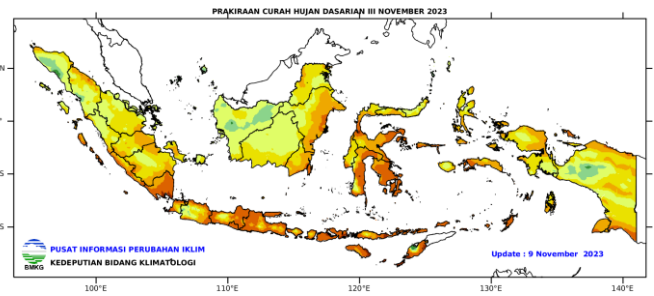 PRAKIRAAN CURAH HUJAN DASARIAN III NOVEMBER 2023
N
S
S
PUSAT INFORMASI PERUBAHAN IKLIM
KEDEPUTIAN BIDANG KLIMATOLOGI
BMKG
Update : 9 November 2023
100°E 110°E 120°E 130°E 140°E